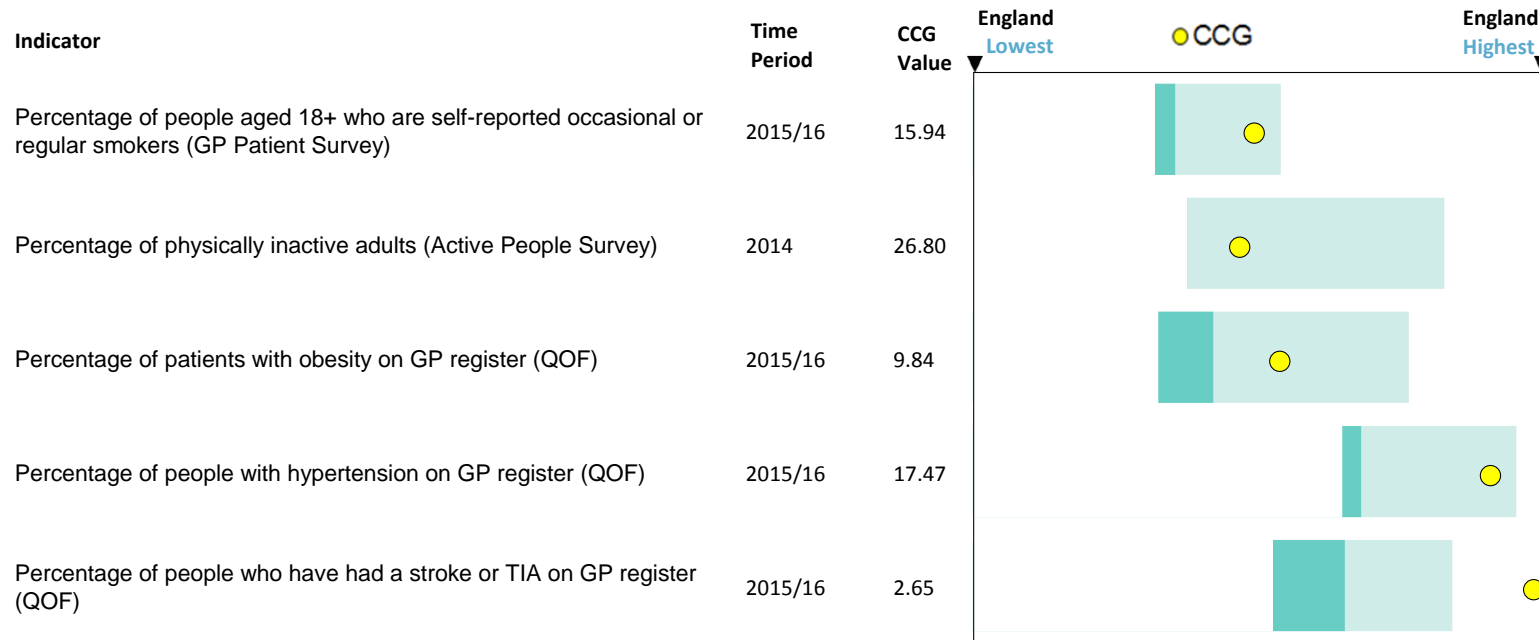 Indicator
Time Period
CCG Value
England Lowest
CCG
England Highest
Percentage of people aged 18+ who are self-reported occasional or
regular smokers (GP Patient Survey)
2015/16
15.94
Percentage of physically inactive adults (Active People Survey)
2014
26.80
Percentage of patients with obesity on GP register (QOF)
2015/16
9.84
Percentage of people with hypertension on GP register (QOF)
2015/16
17.47
Percentage of people who have had a stroke or TIA on GP register
(QOF)
2015/16
2.65